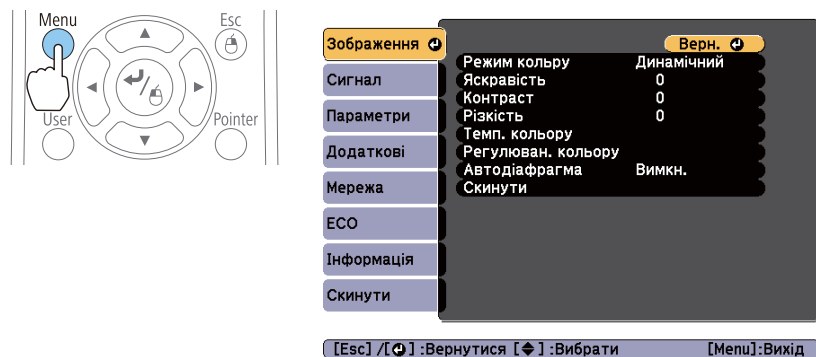 Menu
Esc
User
Pointer
Зображення
Верн.
Режим кольру Динамічний
Сигнал
Яскравість 0
Контраст 0
Параметри
Різкість 0
Темп. кольору
Додаткові
Регулюван. кольору
Автодіафрагма Вимкн.
Мережа
Скинути
ECO
Інформація
Скинути
[Esc] /[ ] :Вернутися [ ] :Вибрати [Menu]:Вихід